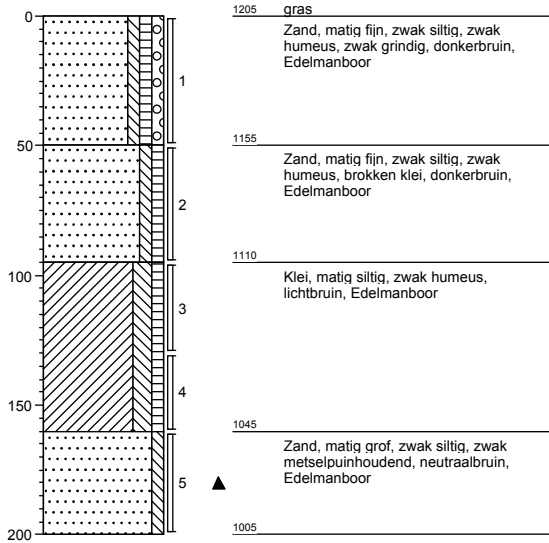 0
1205
gras
Zand, matig fijn, zwak siltig, zwak
humeus, zwak grindig, donkerbruin,
Edelmanboor
1
50
1155
Zand, matig fijn, zwak siltig, zwak
humeus, brokken klei, donkerbruin,
Edelmanboor
2
1110
100
Klei, matig siltig, zwak humeus,
lichtbruin, Edelmanboor
3
4
150
1045
Zand, matig grof, zwak siltig, zwak
metselpuinhoudend, neutraalbruin,
Edelmanboor
5
200
1005